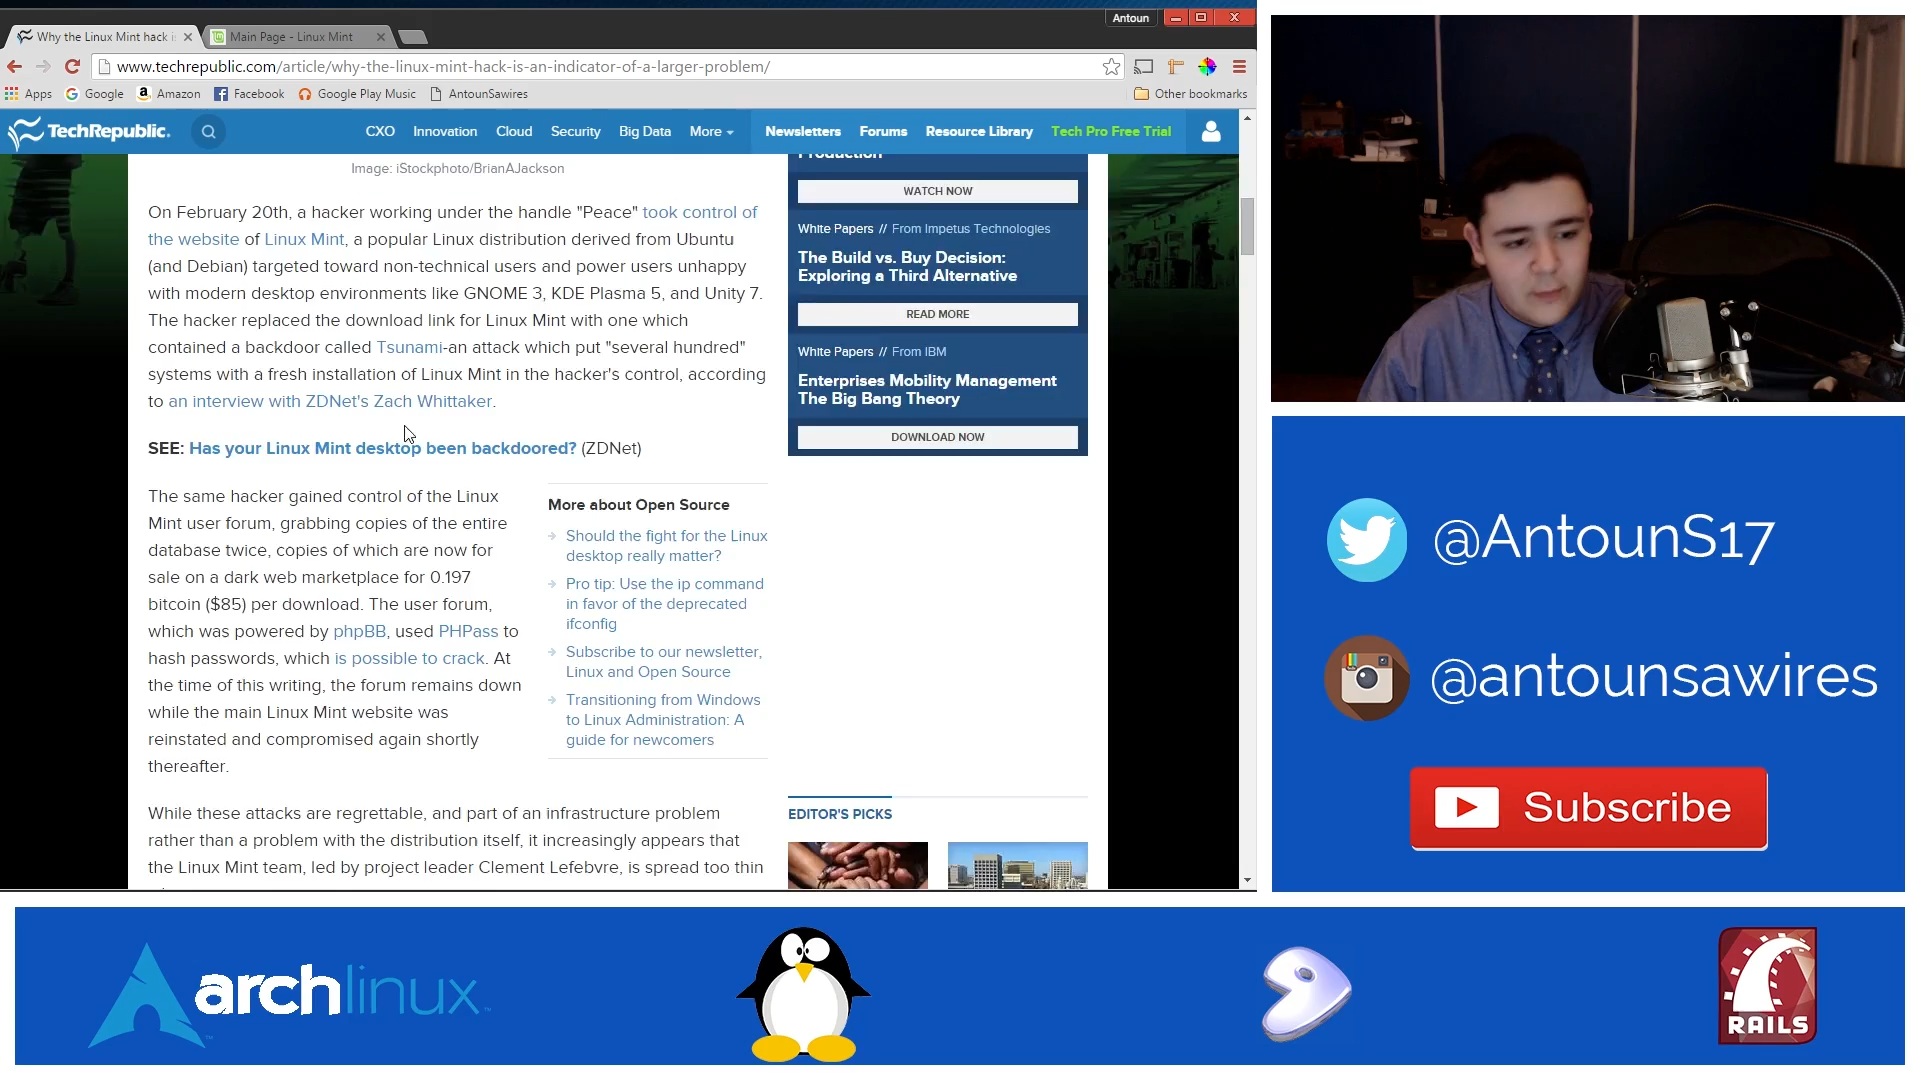 Antoun
Why the Linux Mint hack is
Main Page - Linux Mint
www.techrepublic.com/article/why-the-linux-mint-hack-is-an-indicator-of-a-larger-problem/
Apps Google Amazon Facebook Google Play Music AntounSawires Other bookmarks
TechRepublic. CXO Innovation Cloud Security Big Data More Newsletters Forums Resource Library Tech Pro Free Trial
Image: iStockphoto/BrianAJackson
On February 20th, a hacker working under the handle "Peace" took control of
the website of Linux Mint, a popular Linux distribution derived from Ubuntu
(and Debian) targeted toward non-technical users and power users unhappy
with modern desktop environments like GNOME 3, KDE Plasma 5, and Unity 7.
The hacker replaced the download link for Linux Mint with one which
contained a backdoor called Tsunami-an attack which put "several hundred"
systems with a fresh installation of Linux Mint in the hacker's control, according
to an interview with ZDNet's Zach Whittaker.
SEE: Has your Linux Mint desktop been backdoored? (ZDNet)
The same hacker gained control of the Linux
Mint user forum, grabbing copies of the entire
database twice, copies of which are now for
sale on a dark web marketplace for 0.197
bitcoin ($85) per download. The user forum,
which was powered by phpBB, used PHPass to
hash passwords, which is possible to crack. At
the time of this writing, the forum remains down
while the main Linux Mint website was
reinstated and compromised again shortly
thereafter.
More about Open Source
Should the fight for the Linux
desktop really matter?
Pro tip: Use the ip command
in favor of the deprecated
ifconfig
Subscribe to our newsletter,
Linux and Open Source
Transitioning from Windows
to Linux Administration: A
guide for newcomers
While these attacks are regrettable, and part of an infrastructure problem
rather than a problem with the distribution itself, it increasingly appears that
the Linux Mint team, led by project leader Clement Lefebvre, is spread too thin
Production
WATCH NOW
White Papers // From Impetus Technologies
The Build vs. Buy Decision:
Exploring a Third Alternative
READ MORE
White Papers // From IBM
Enterprises Mobility Management
The Big Bang Theory
DOWNLOAD NOW
EDITOR'S PICKS
@AntounS17
@antounsawires
Subscribe
archlinux™
RAILS